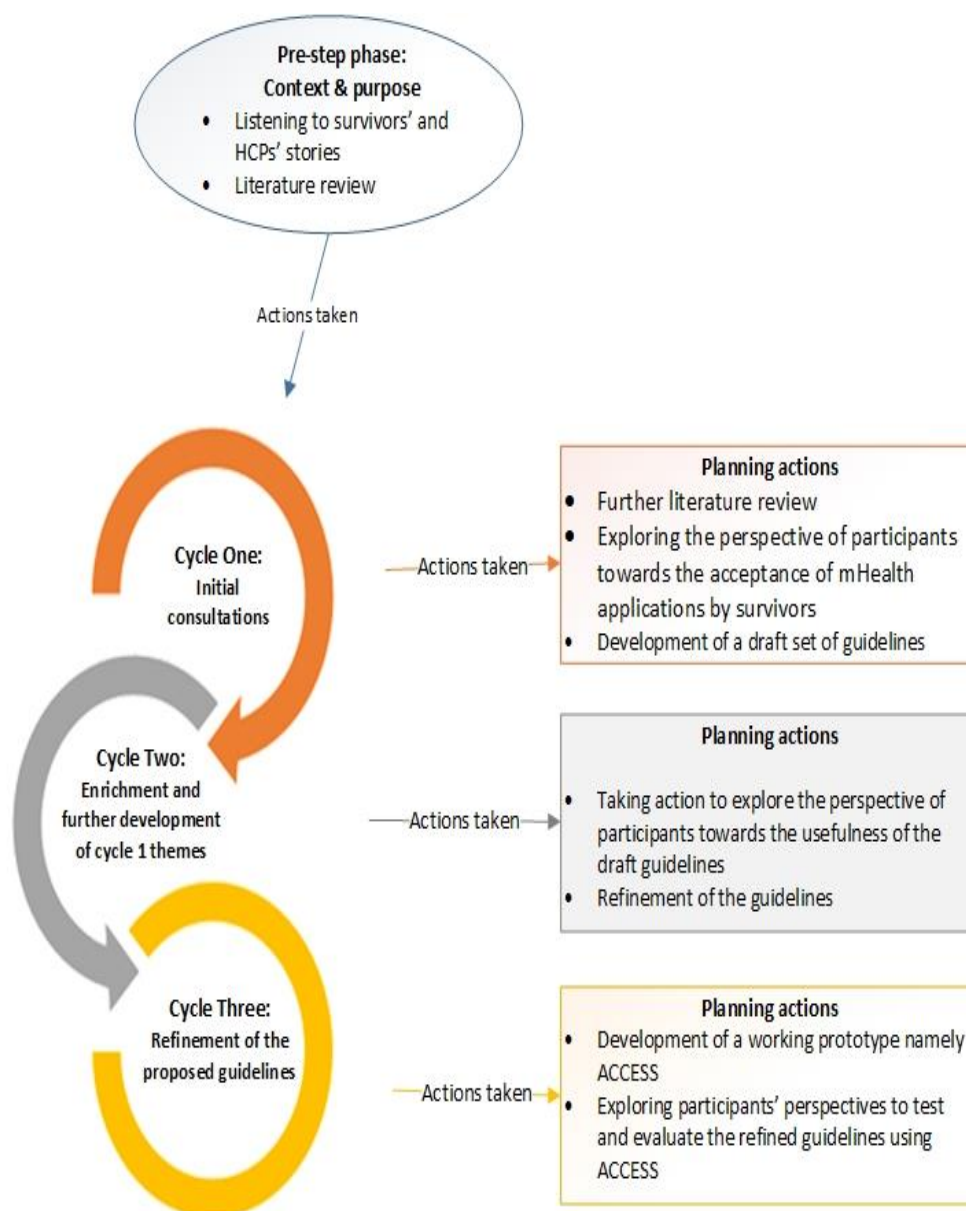 Pre-step phase:
Context & purpose
• Listening to survivors' and
HCPs' stories
• Literature review
Actions taken
Cycle One:
Initial
consultations
Actions taken
Planning actions
• Further literature review
• Exploring the perspective of participants
towards the acceptance of mHealth
applications by survivors
• Development of a draft set of guidelines
Cycle Two:
Enrichment and
further development
of cycle 1 themes
Actions taken
Planning actions
• Taking action to explore the perspective of
participants towards the usefulness of the
draft guidelines
• Refinement of the guidelines
Cycle Three:
Refinement of the
proposed guidelines
Actions taken
Planning actions
• Development of a working prototype namely
ACCESS
• Exploring participants' perspectives to test
and evaluate the refined guidelines using
ACCESS